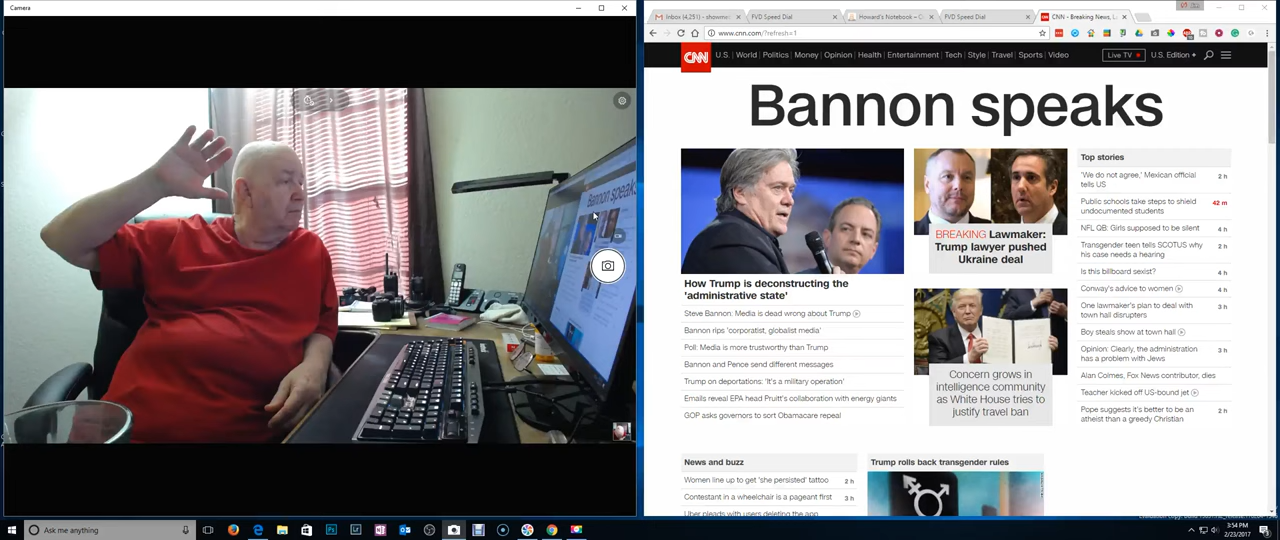 Camera
Inbox (4,251) - showmi
FVD Speed Dial
Howard's Notebook – C
FVD Speed Dial
CNN - Breaking News, L
www.cnn.com/?refresh=1
CNN
U.S.
World
Politics
Money
Opinion
Health
Entertainment
Tech
Style
Travel
Sports
Video
Live TV
U.S. Edition +
Bannon speaks
Bannon speaks
How Trump is deconstructing the
'administrative state'
Steve Bannon: Media is dead wrong about Trump
Bannon rips 'corporatist, globalist media'
Poll: Media is more trustworthy than Trump
Bannon and Pence send different messages
Trump on deportations: 'It's a military operation'
Emails reveal EPA head Pruitt's collaboration with energy giants
GOP asks governors to sort Obamacare repeal
BREAKING Lawmaker:
Trump lawyer pushed
Ukraine deal
Concern grows in
intelligence community
as White House tries to
justify travel ban
Top stories
'We do not agree,' Mexican official
tells US
2 h
Public schools take steps to shield
undocumented students
42 m
NFL QB: Girls supposed to be silent
4 h
Transgender teen tells SCOTUS why
his case needs a hearing
2 h
Is this billboard sexist?
4 h
Conway's advice to women
4 h
One lawmaker's plan to deal with
town hall disrupters
3 h
Boy steals show at town hall
Opinion: Clearly, the administration
has a problem with Jews
3 h
Alan Colmes, Fox News contributor, dies
Teacher kicked off US-bound jet
Pope suggests it's better to be an
atheist than a greedy Christian
2 h
News and buzz
Women line up to get 'she persisted' tattoo
2 h
Contestant in a wheelchair is a pageant first
3 h
Uber pleads with users deleting the app
Trump rolls back transgender rules
Ask me anything
3:54 PM
2/23/2017